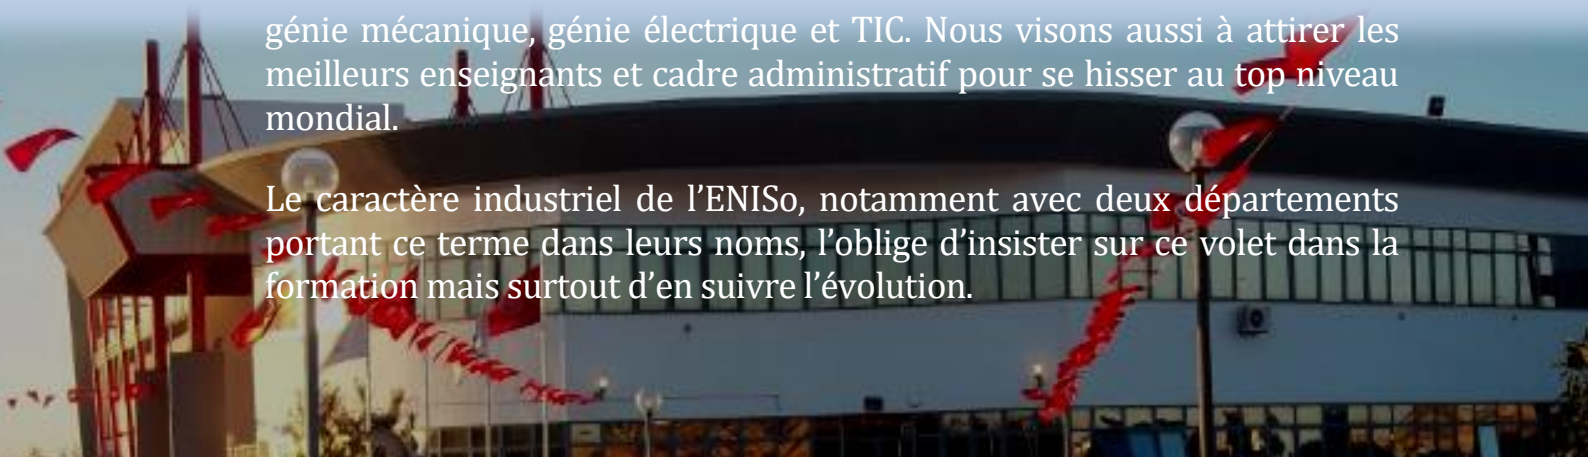 génie mécanique, génie électrique et TIC. Nous visons aussi à attirer les
meilleurs enseignants et cadre administratif pour se hisser au top niveau
mondial.
Le caractère industriel de l’ENISo, notamment avec deux départements
portant ce terme dans leurs noms, l’oblige d’insister sur ce volet dans la
formation mais surtout d’en suivre l’évolution.